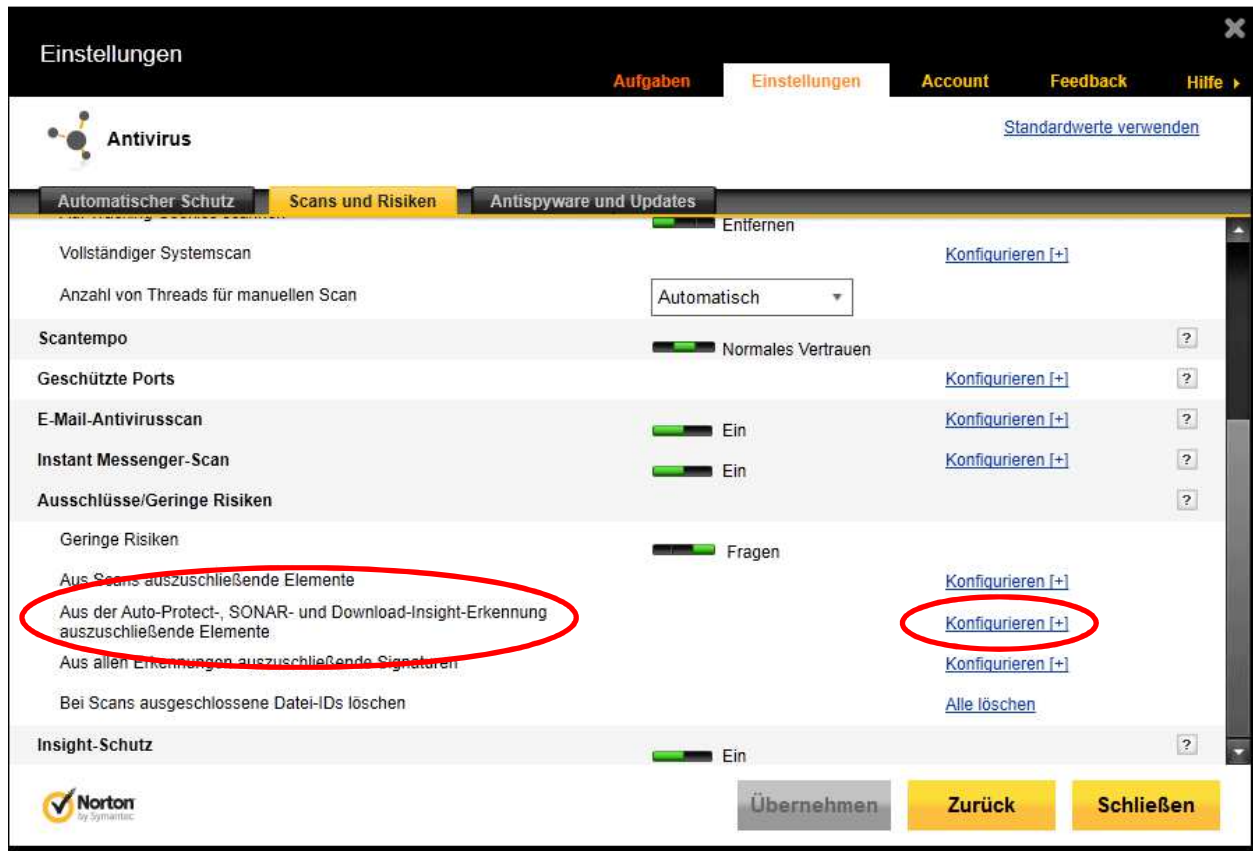 Einstellungen
Aufgaben Einstellungen Account Feedback Hilfe
Antivirus
Standardwerte verwenden
Automatischer Schutz Scans und Risiken Antispyware und Updates
Entfernen
Vollständiger Systemscan Konfigurieren [+]
Anzahl von Threads für manuellen Scan Automatisch
Scantempo Normales Vertrauen ?
Geschützte Ports Konfigurieren [+] ?
E-Mail-Antivirusscan Ein Konfigurieren [+] ?
Instant Messenger-Scan Ein Konfigurieren [+] ?
Ausschlüsse/Geringe Risiken ?
Geringe Risiken Fragen
Aus Scans auszuschließende Elemente Konfigurieren [+]
Aus der Auto-Protect-, SONAR- und Download-Insight-Erkennung
auszuschließende Elemente Konfigurieren [+]
Aus allen Erkennungen auszuschließende Signaturen Konfigurieren [+]
Bei Scans ausgeschlossene Datei-IDs löschen Alle löschen
Insight-Schutz Ein ?
Norton
by Symantec
Übernehmen Zurück Schließen